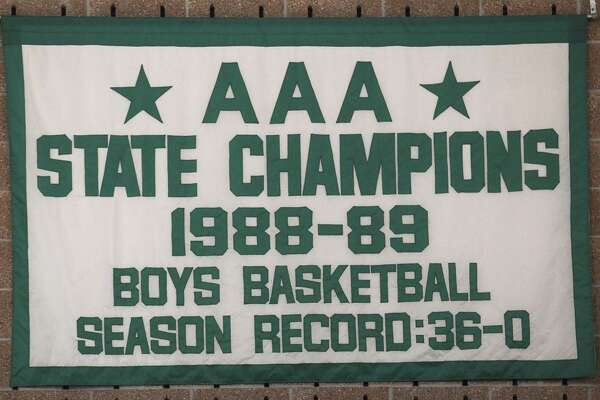 AAA
STATE CHAMPIONS
1988-89
BOYS BASKETBALL
SEASON RECORD:36-0